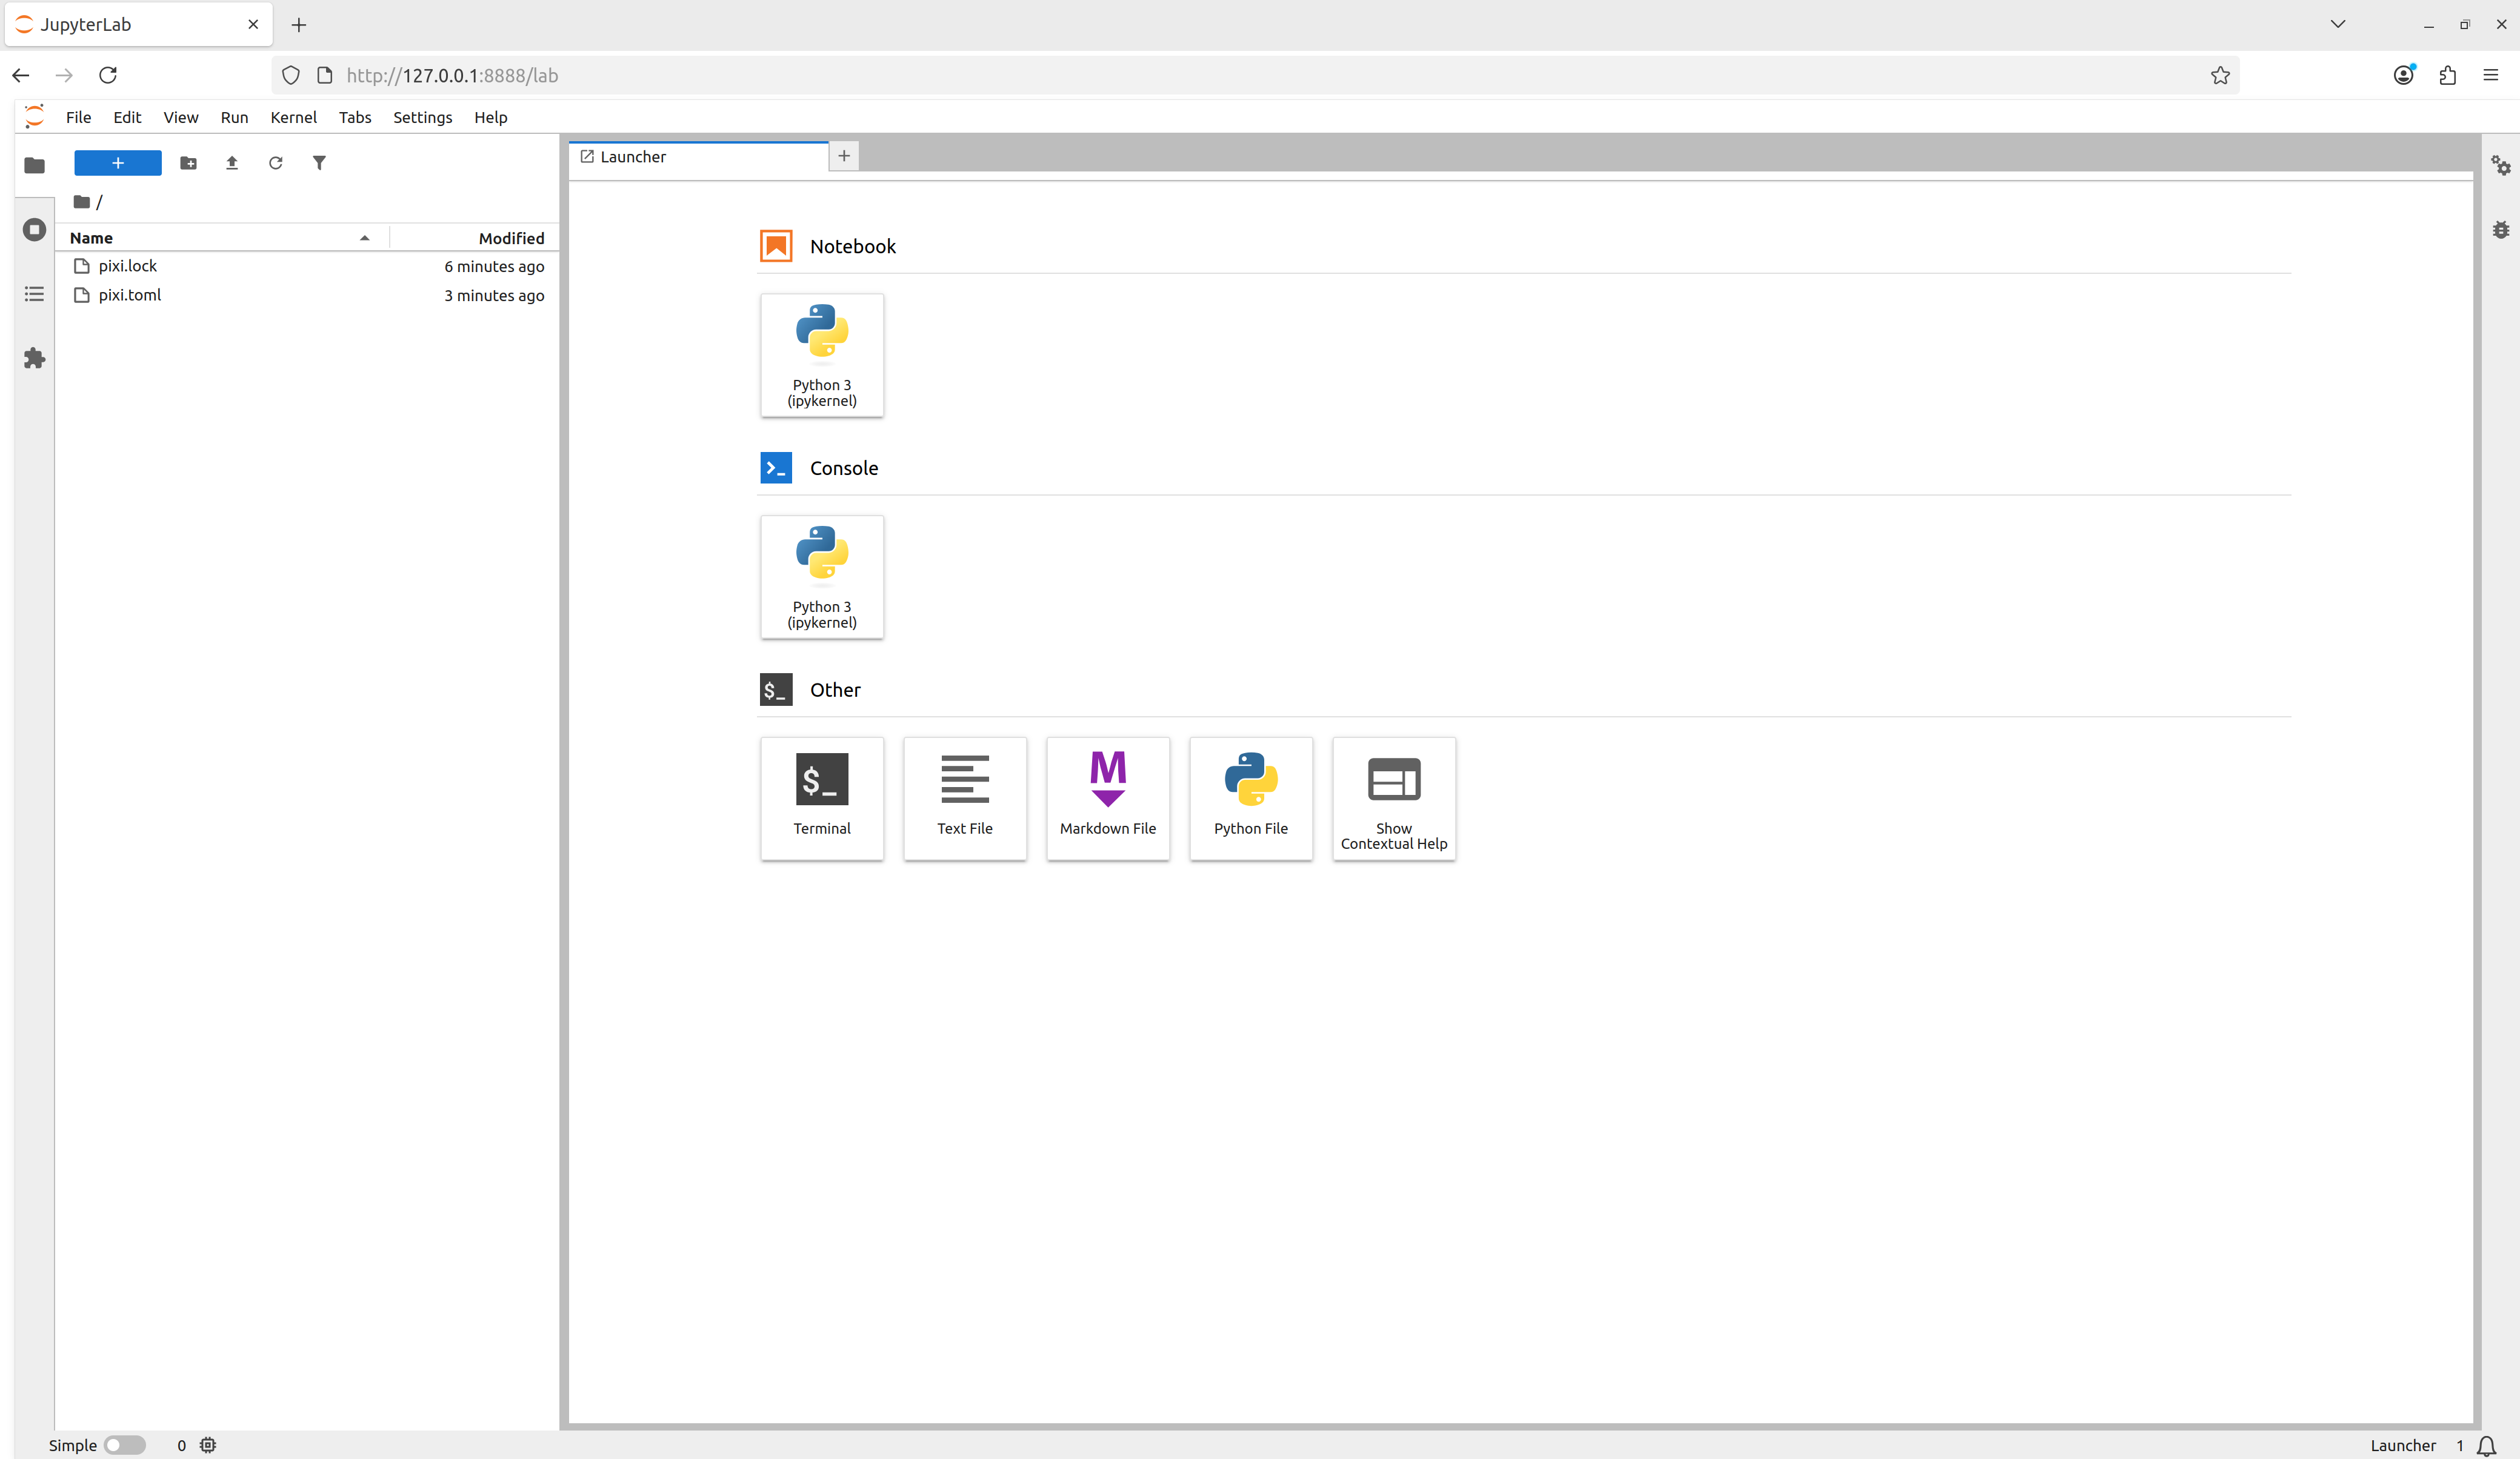 JupyterLab
http://127.0.0.1:8888/lab
File Edit View Run Kernel Tabs Settings Help
/
Name Modified
pixi.lock 6 minutes ago
pixi.toml 3 minutes ago
Launcher
Notebook
Python 3
(ipykernel)
Console
Python 3
(ipykernel)
$_ Other
$_
M
Terminal Text File Markdown File Python File Show
Contextual Help
Simple 0
Launcher 1